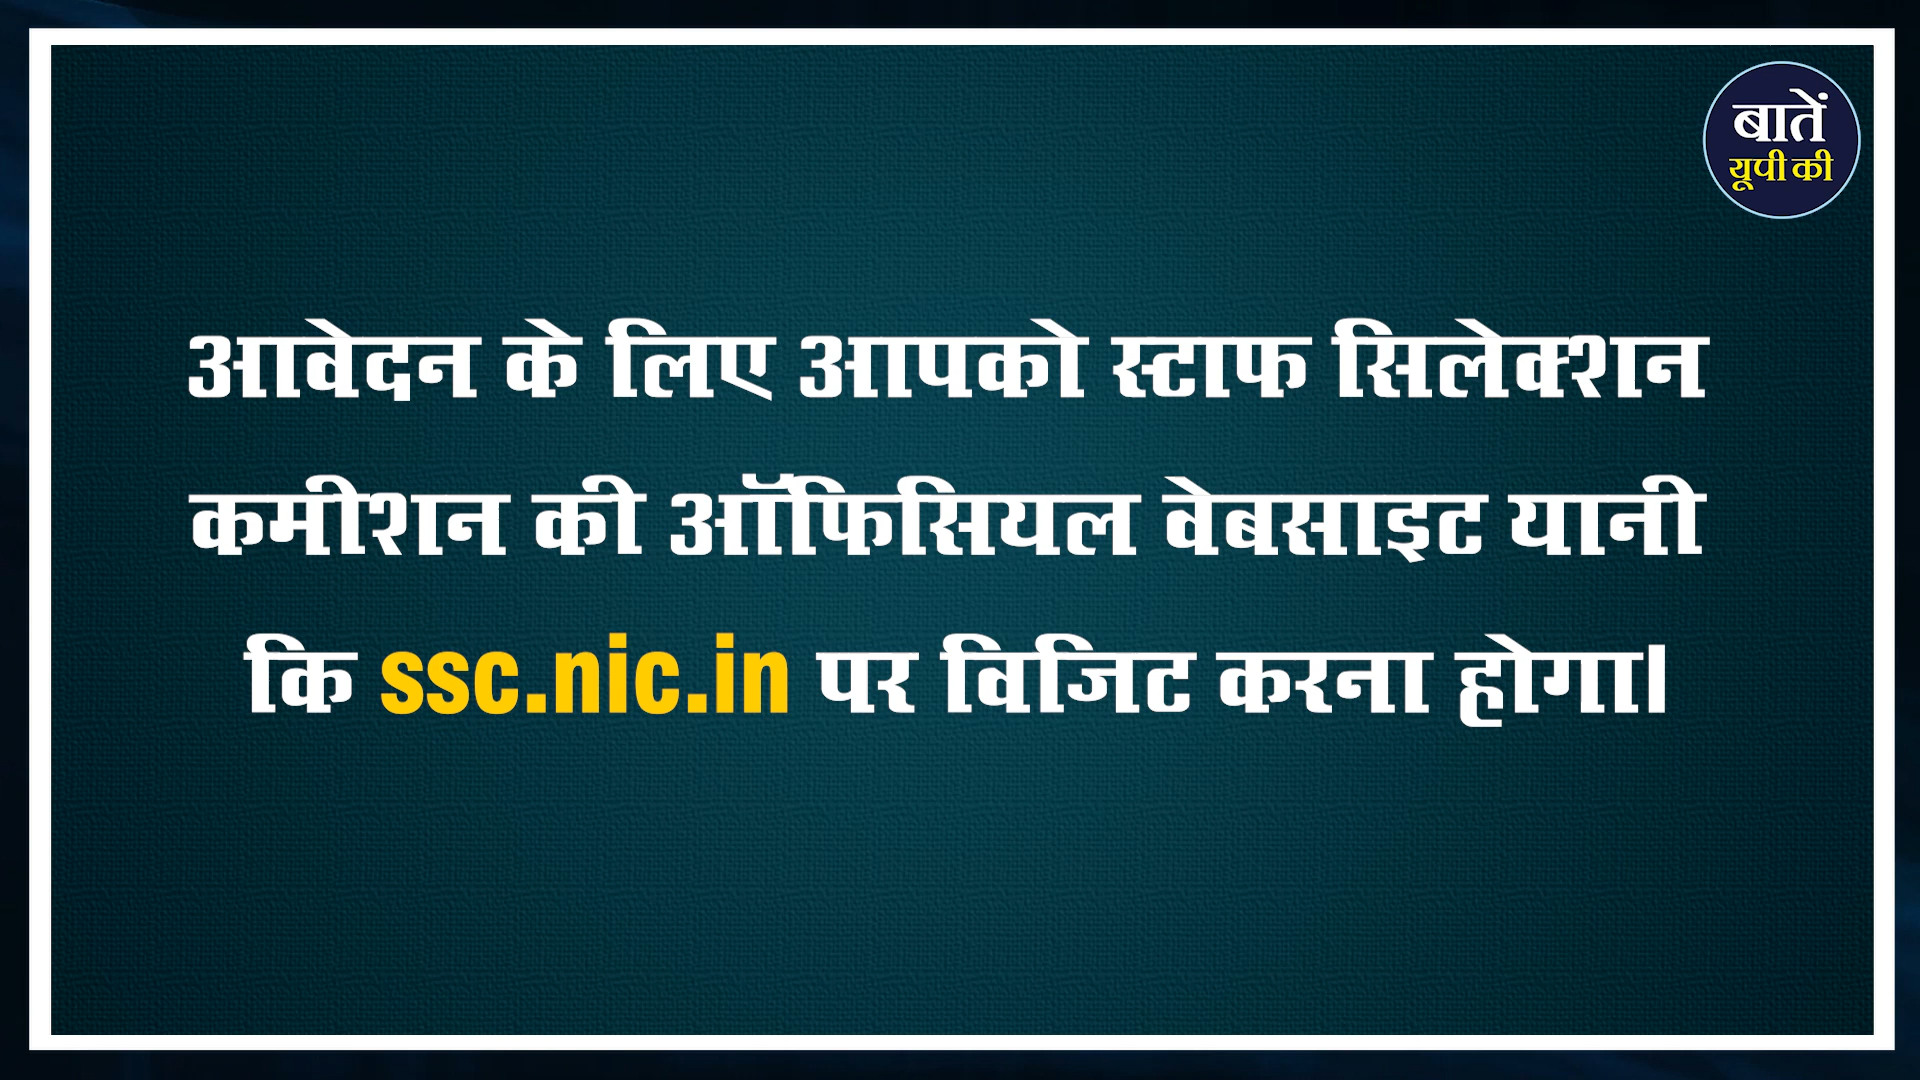 बातें
यूपी की
आवेदन के लिए आपको स्टाफ सिलेक्शन
कमीशन की ऑफिसियल वेबसाइट यानी
कि ssc.nic.in पर विजिट करना होगा।